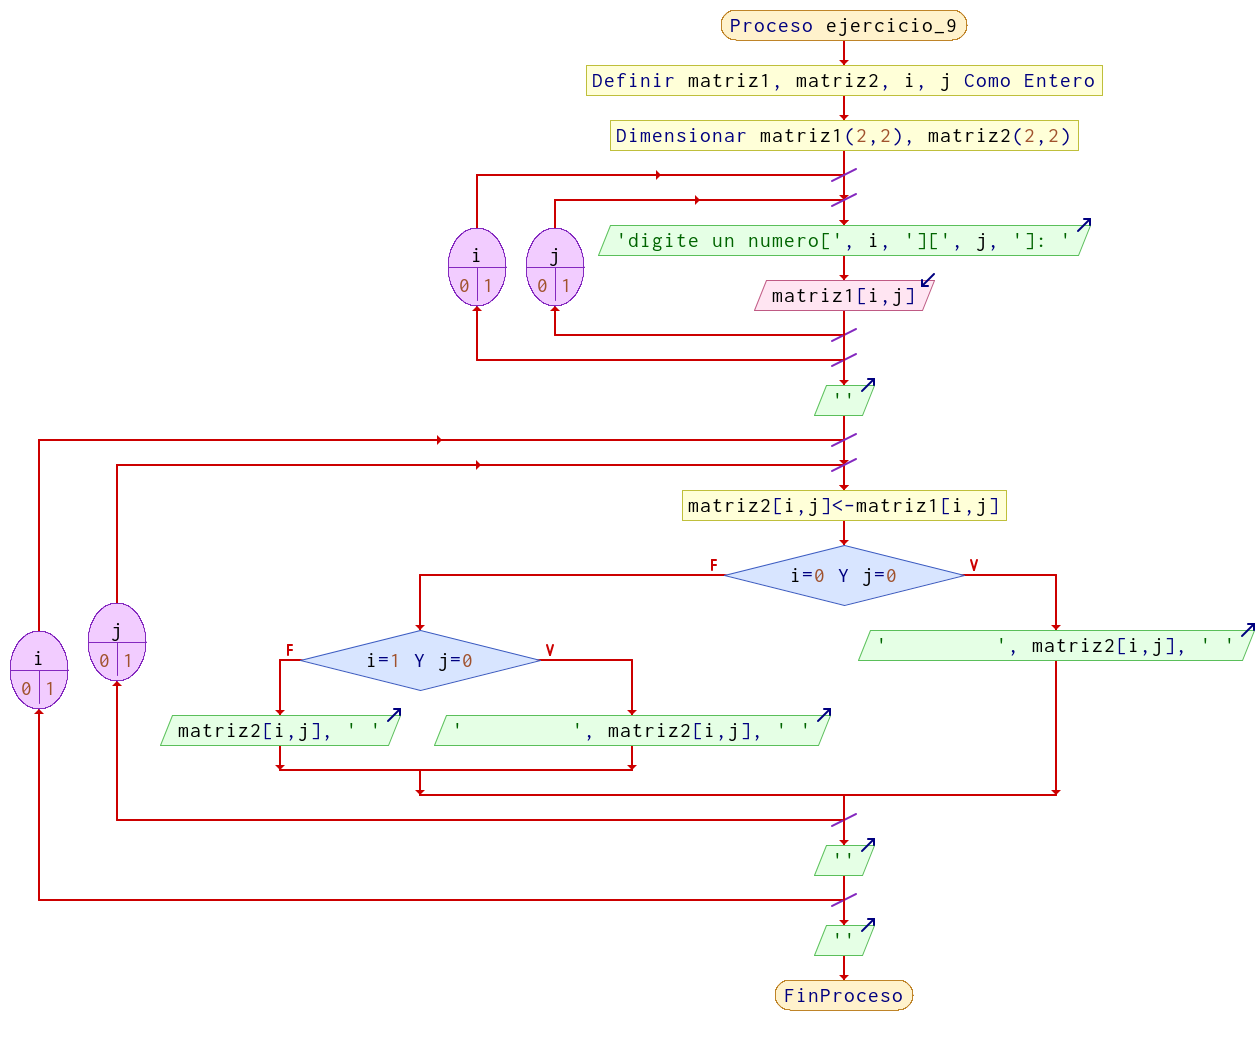 Proceso ejercicio_9
Definir matriz1, matriz2, i, j Como Entero
Dimensionar matriz1(2,2), matriz2(2,2)
i
0 1
j
0 1
'digite un numero[', i, '][', j, ']: '
matriz1[i,j]
''
matriz2[i,j]<-matriz1[i,j]
F
i=0 Y j=0
V
i
0 1
j
0 1
F
i=1 Y j=0
V
'          ', matriz2[i,j], ' '
matriz2[i,j], ' '
'         ', matriz2[i,j], ' '
''
''
FinProceso